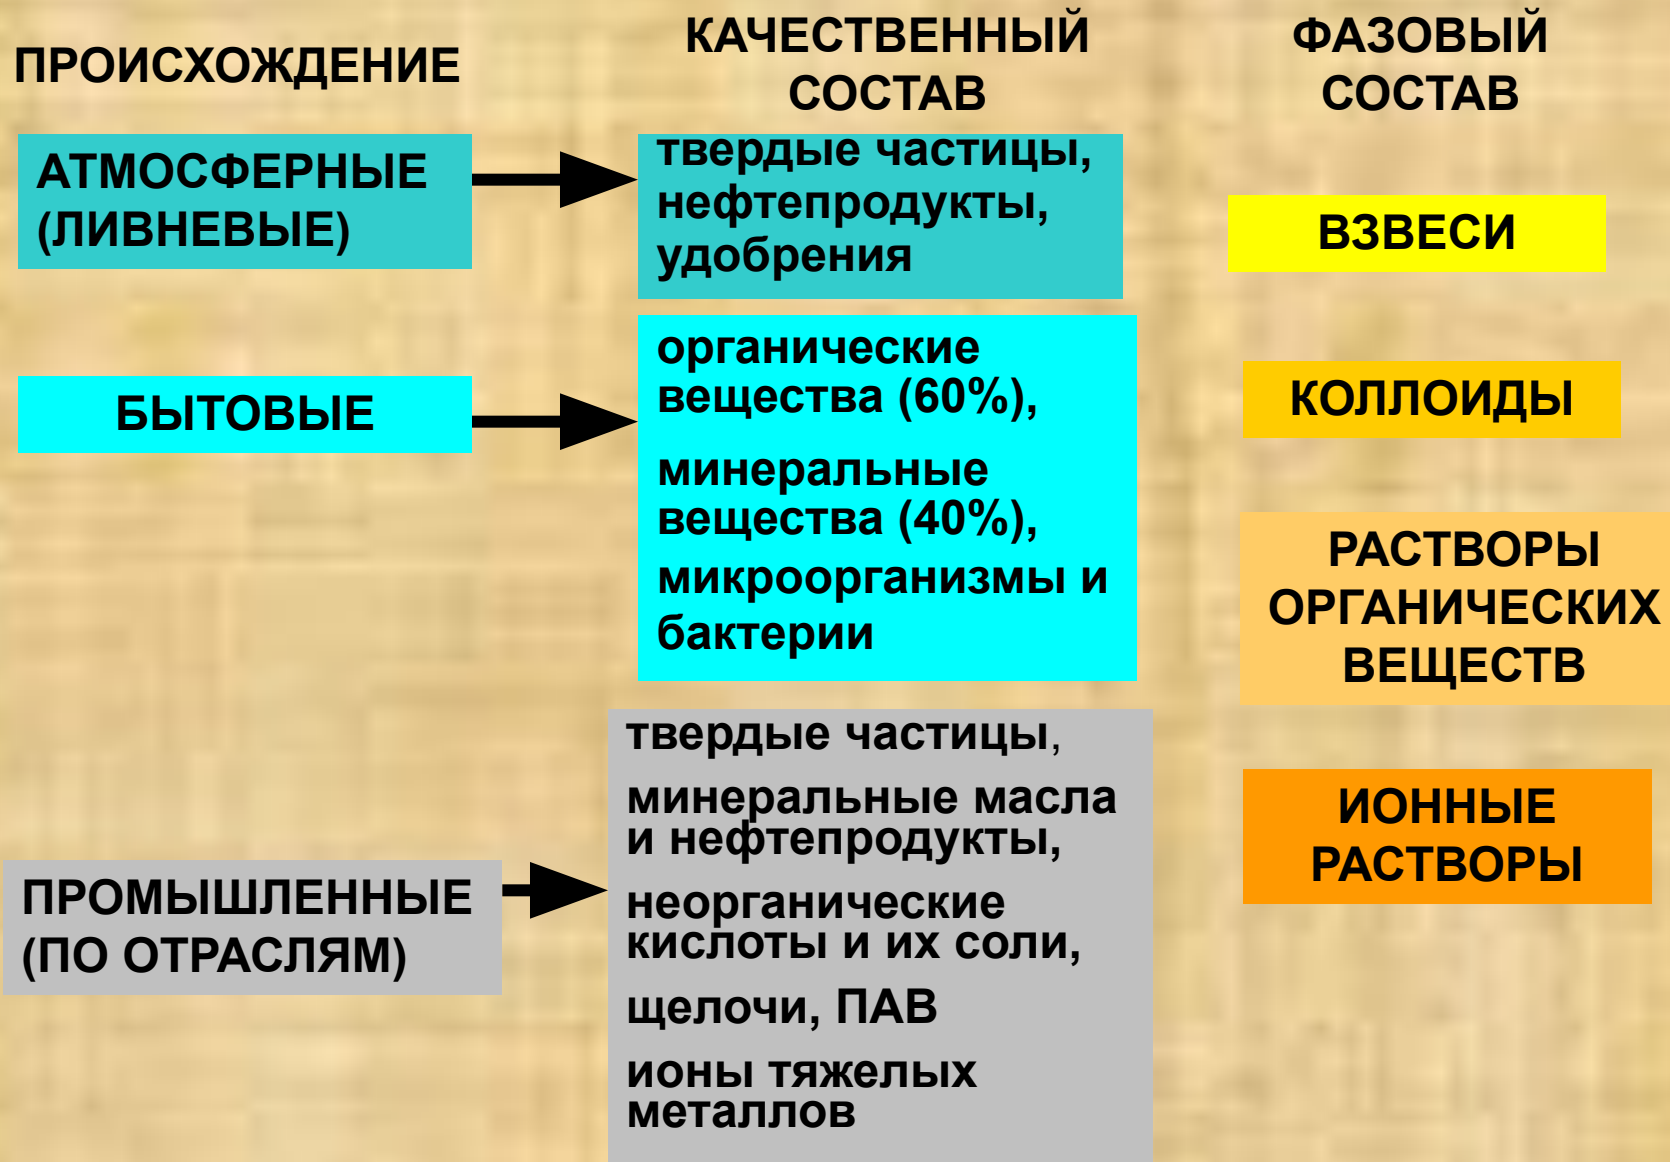 ПРОИСХОЖДЕНИЕ
КАЧЕСТВЕННЫЙ
СОСТАВ
ФАЗОВЫЙ
СОСТАВ
АТМОСФЕРНЫЕ
(ЛИВНЕВЫЕ)
твердые частицы,
нефтепродукты,
удобрения
ВЗВЕСИ
БЫТОВЫЕ
органические
вещества (60%),
минеральные
вещества (40%),
микроорганизмы и
бактерии
КОЛЛОИДЫ
РАСТВОРЫ
ОРГАНИЧЕСКИХ
ВЕЩЕСТВ
ПРОМЫШЛЕННЫЕ
(ПО ОТРАСЛЯМ)
твердые частицы,
минеральные масла
и нефтепродукты,
неорганические
кислоты и их соли,
щелочи, ПАВ
ионы тяжелых
металлов
ИОННЫЕ
РАСТВОРЫ